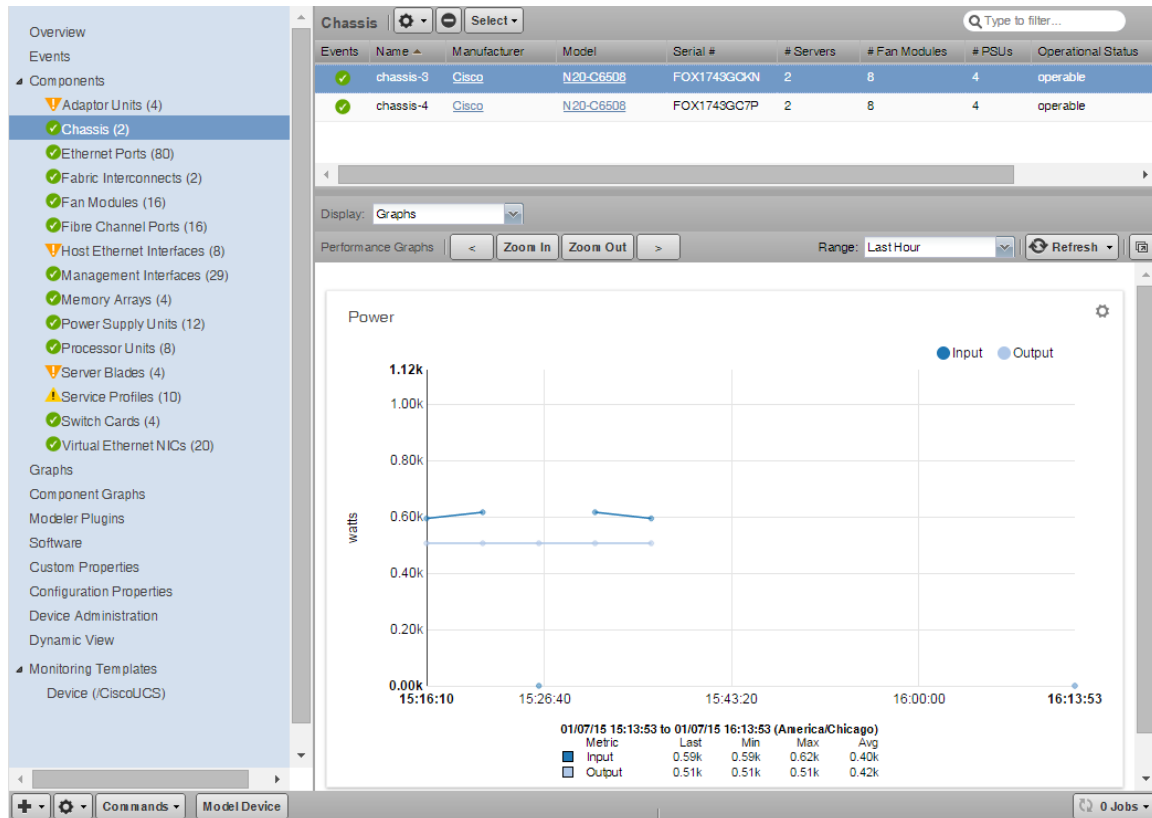 Overview
Events
Components
Adaptor Units (4)
Chassis (2)
Ethernet Ports (80)
Fabric Interconnects (2)
Fan Modules (16)
Fibre Channel Ports (16)
Host Ethernet Interfaces (8)
Management Interfaces (29)
Memory Arrays (4)
Power Supply Units (12)
Processor Units (8)
Server Blades (4)
Service Profiles (10)
Switch Cards (4)
Virtual Ethernet NICs (20)
Graphs
Component Graphs
Modeler Plugins
Software
Custom Properties
Configuration Properties
Device Administration
Dynamic View
Monitoring Templates
Device (/CiscoUCS)
Chassis Select Type to filter...
Events Name Manufacturer Model Serial # # Servers # Fan Modules # PSUs Operational Status
chassis-3 Cisco N20-C6508 FOX1743GCKN 2 8 4 operable
chassis-4 Cisco N20-C6508 FOX1743GC7P 2 8 4 operable
Display: Graphs
Performance Graphs < Zoom In Zoom Out > Range: Last Hour Refresh
Power
Input Output
1.12k
1.00k
0.80k
0.60k
0.40k
0.20k
0.00k
watts
15:16:10 15:26:40 15:43:20 16:00:00 16:13:53
01/07/15 15:13:53 to 01/07/15 16:13:53 (America/Chicago)
Metric Last Min Max Avg
Input 0.59k 0.59k 0.62k 0.40k
Output 0.51k 0.51k 0.51k 0.42k
Commands Model Device 0 Jobs